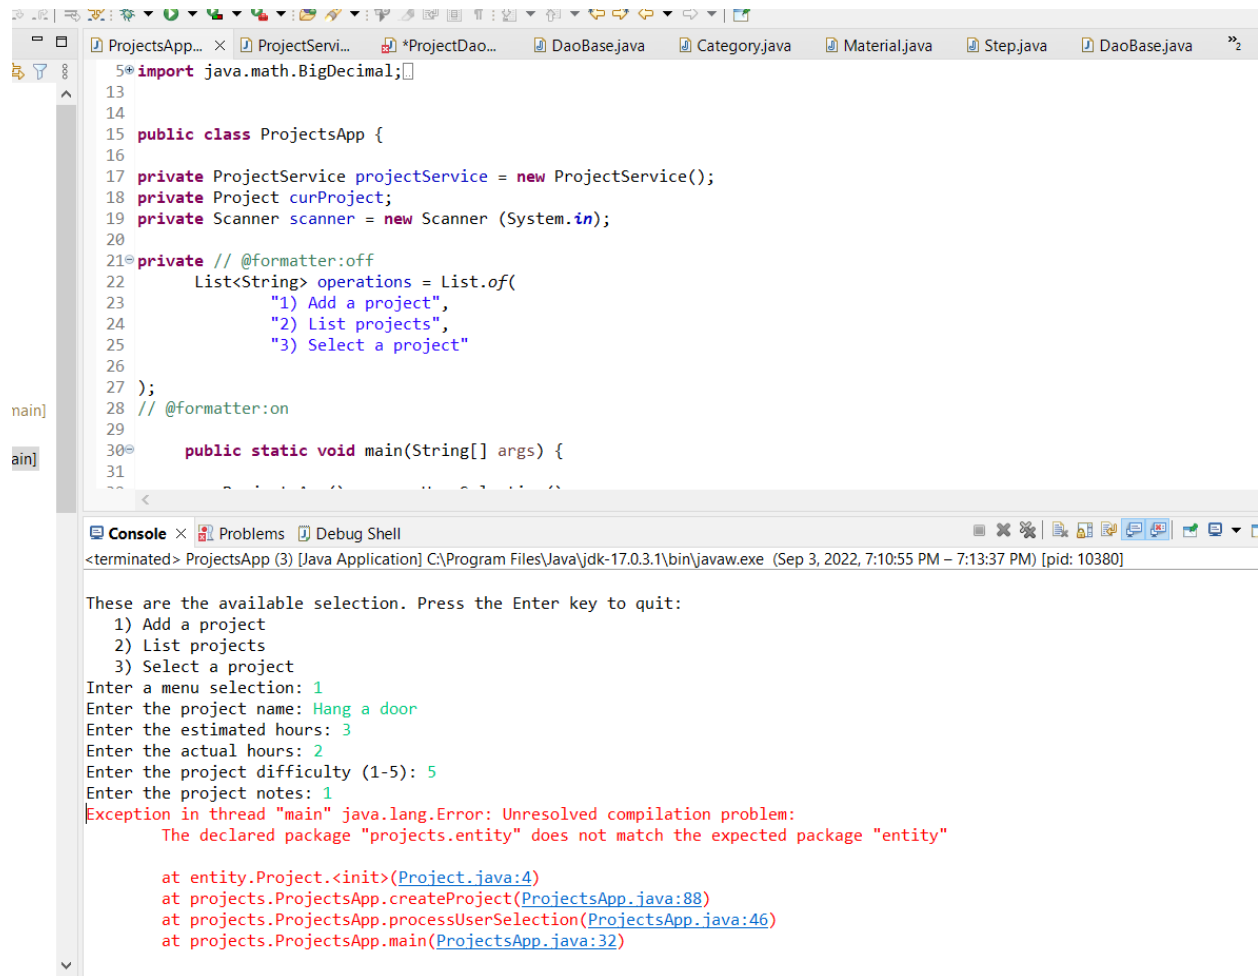 ProjectsApp... ProjectServi... *ProjectDao... DaoBase.java Category.java Material.java Step.java DaoBase.java »2
5 import java.math.BigDecimal;
13
14
15 public class ProjectsApp {
16
17 private ProjectService projectService = new ProjectService();
18 private Project curProject;
19 private Scanner scanner = new Scanner (System.in);
20
21 private // @formatter:off
22 List<String> operations = List.of(
23 "1) Add a project",
24 "2) List projects",
25 "3) Select a project"
26
27 );
28 // @formatter:on
29
30 public static void main(String[] args) {
31
main]
ain]
Console Problems Debug Shell
<terminated> ProjectsApp (3) [Java Application] C:\Program Files\Java\jdk-17.0.3.1\bin\javaw.exe (Sep 3, 2022, 7:10:55 PM – 7:13:37 PM) [pid: 10380]
These are the available selection. Press the Enter key to quit:
1) Add a project
2) List projects
3) Select a project
Inter a menu selection: 1
Enter the project name: Hang a door
Enter the estimated hours: 3
Enter the actual hours: 2
Enter the project difficulty (1-5): 5
Enter the project notes: 1
Exception in thread "main" java.lang.Error: Unresolved compilation problem:
The declared package "projects.entity" does not match the expected package "entity"
at entity.Project.<init>(Project.java:4)
at projects.ProjectsApp.createProject(ProjectsApp.java:88)
at projects.ProjectsApp.processUserSelection(ProjectsApp.java:46)
at projects.ProjectsApp.main(ProjectsApp.java:32)